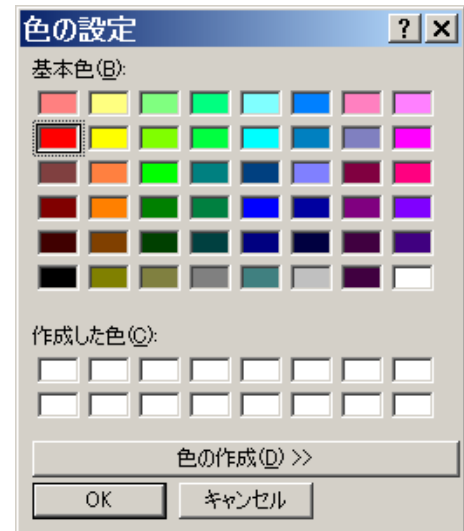 色の設定 ? ×
基本色(B):
作成した色(C):
色の作成(D) >>
OK キャンセル